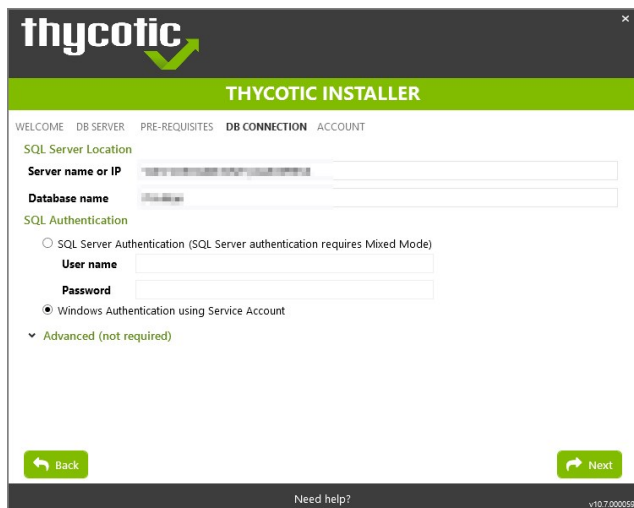 thycotic
×
THYCOTIC INSTALLER
WELCOME DB SERVER PRE-REQUISITES DB CONNECTION ACCOUNT
SQL Server Location
Server name or IP
Database name
SQL Authentication
SQL Server Authentication (SQL Server authentication requires Mixed Mode)
User name
Password
Windows Authentication using Service Account
Advanced (not required)
Back Next
Need help?
v10.7.000059